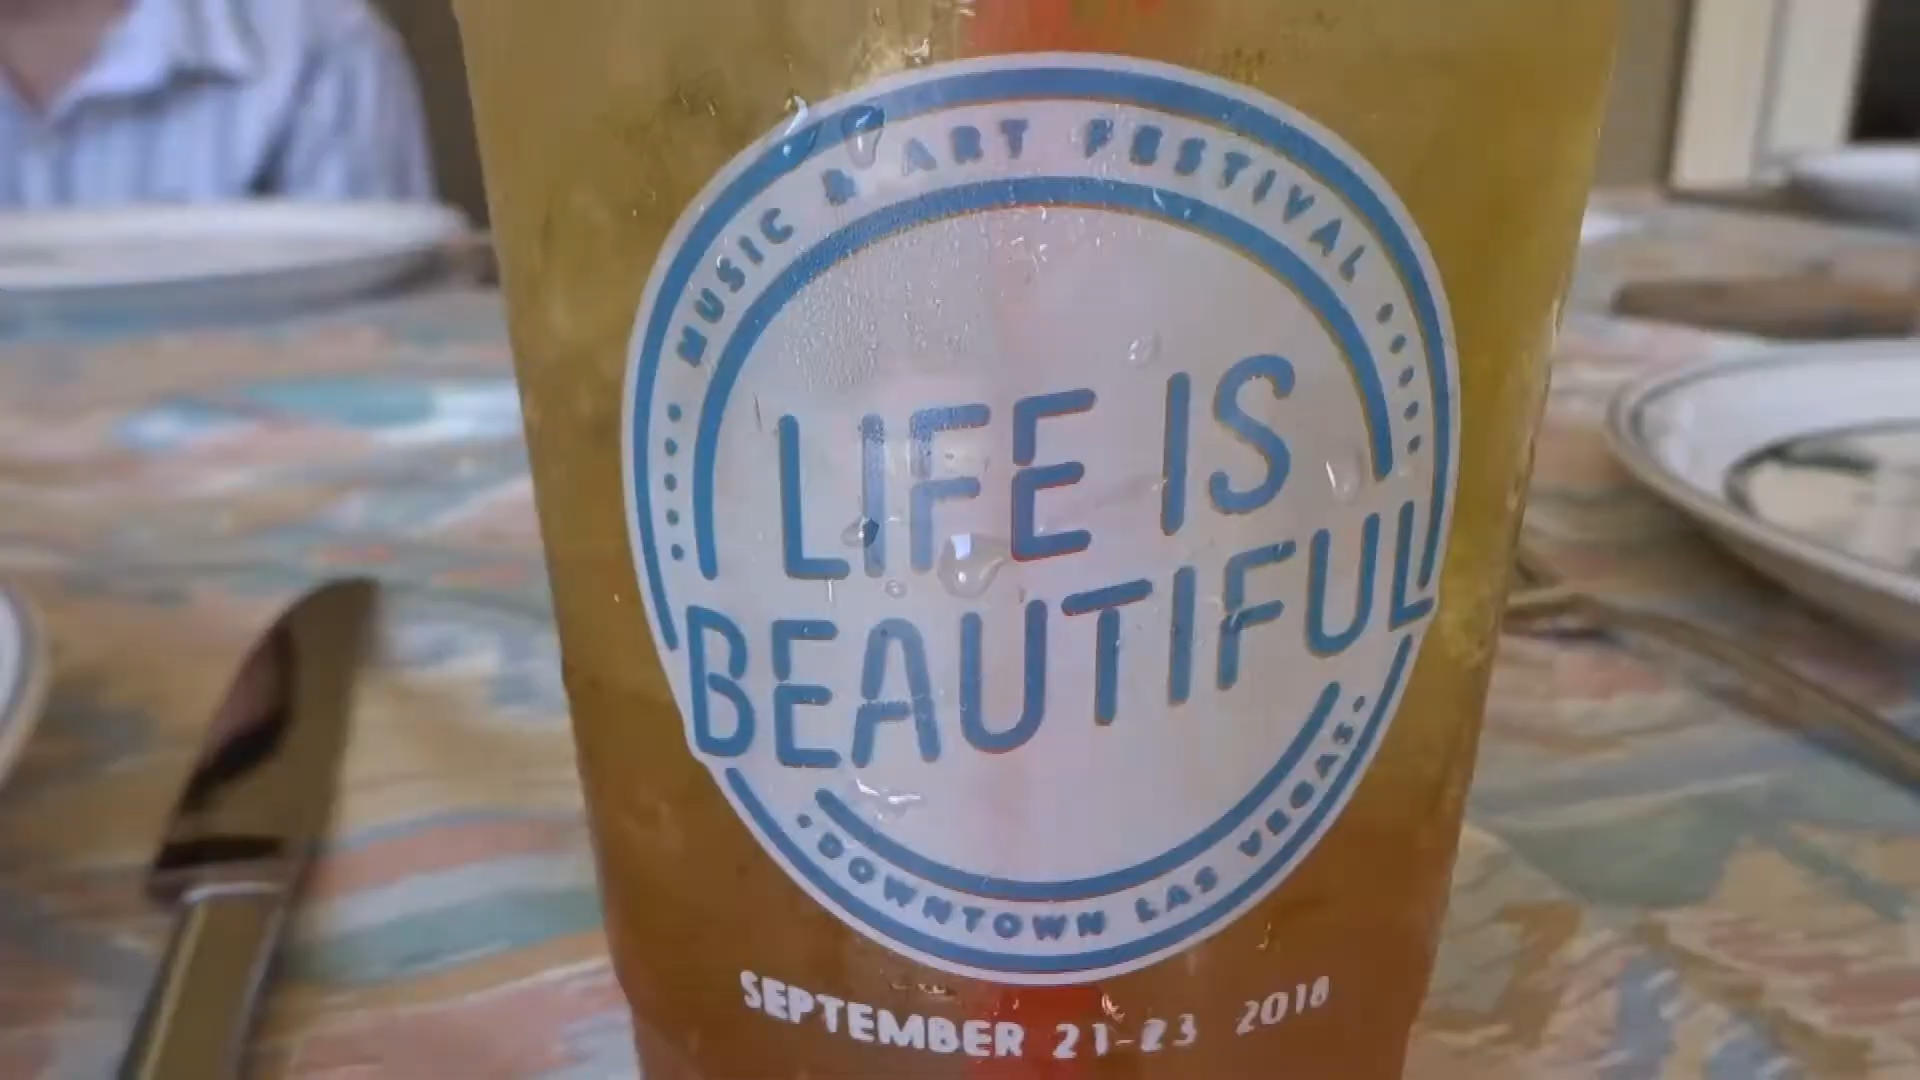 MUSIC & ART FESTIVAL
LIFE IS
BEAUTIFUL
DOWNTOWN LAS VEGAS
SEPTEMBER 21-23 2018